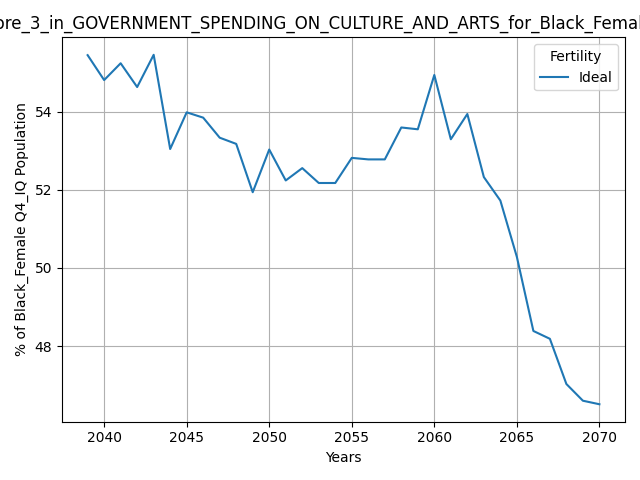 ore_3_in_GOVERNMENT_SPENDING_ON_CULTURE_AND_ARTS_for_Black_Femal
Fertility
Ideal
% of Black_Female Q4_IQ Population
54
52
50
48
2040 2045 2050 2055 2060 2065 2070
Years